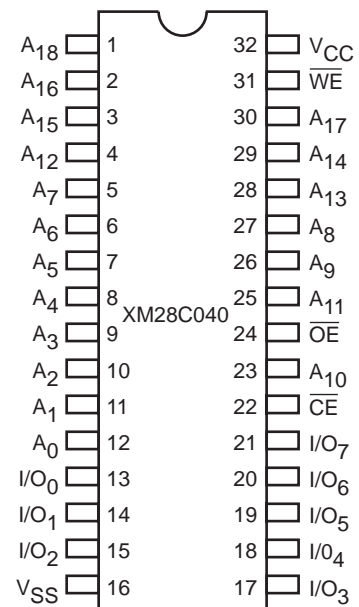 A18 1 32 VCC
A16 2 31 WE
A15 3 30 A17
A12 4 29 A14
A7 5 28 A13
A6 6 27 A8
A5 7 26 A9
A4 8 25 A11
XM28C040
A3 9 24 OE
A2 10 23 A10
A1 11 22 CE
A0 12 21 I/O7
I/O0 13 20 I/O6
I/O1 14 19 I/O5
I/O2 15 18 I/04
VSS 16 17 I/O3